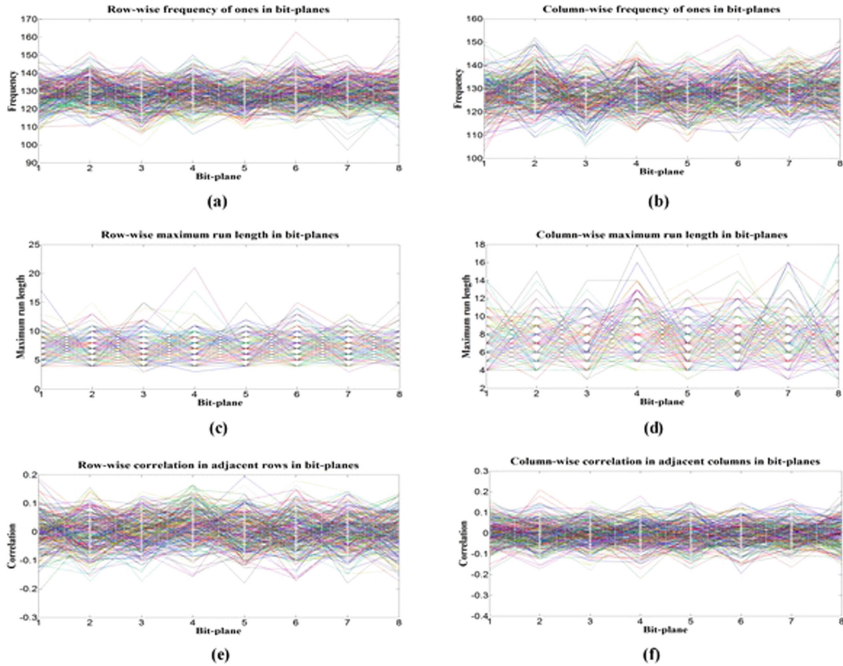 Row-wise frequency of ones in bit-planes
Frequency
170
160
150
140
130
120
110
100
90
1 2 3 4 5 6 7 8
Bit-plane
(a)
Column-wise frequency of ones in bit-planes
Frequency
160
150
140
130
120
110
100
1 2 3 4 5 6 7 8
Bit-plane
(b)
Row-wise maximum run length in bit-planes
Maximum run length
25
20
15
10
5
0
1 2 3 4 5 6 7 8
Bit-plane
(c)
Column-wise maximum run length in bit-planes
Maximum run length
18
16
14
12
10
8
6
4
2
1 2 3 4 5 6 7 8
Bit-plane
(d)
Row-wise correlation in adjacent rows in bit-planes
Correlation
0.2
0.1
0
-0.1
-0.2
-0.3
1 2 3 4 5 6 7 8
Bit-plane
(e)
Column-wise correlation in adjacent columns in bit-planes
Correlation
0.3
0.2
0.1
0
-0.1
-0.2
-0.3
-0.4
1 2 3 4 5 6 7 8
Bit-plane
(f)